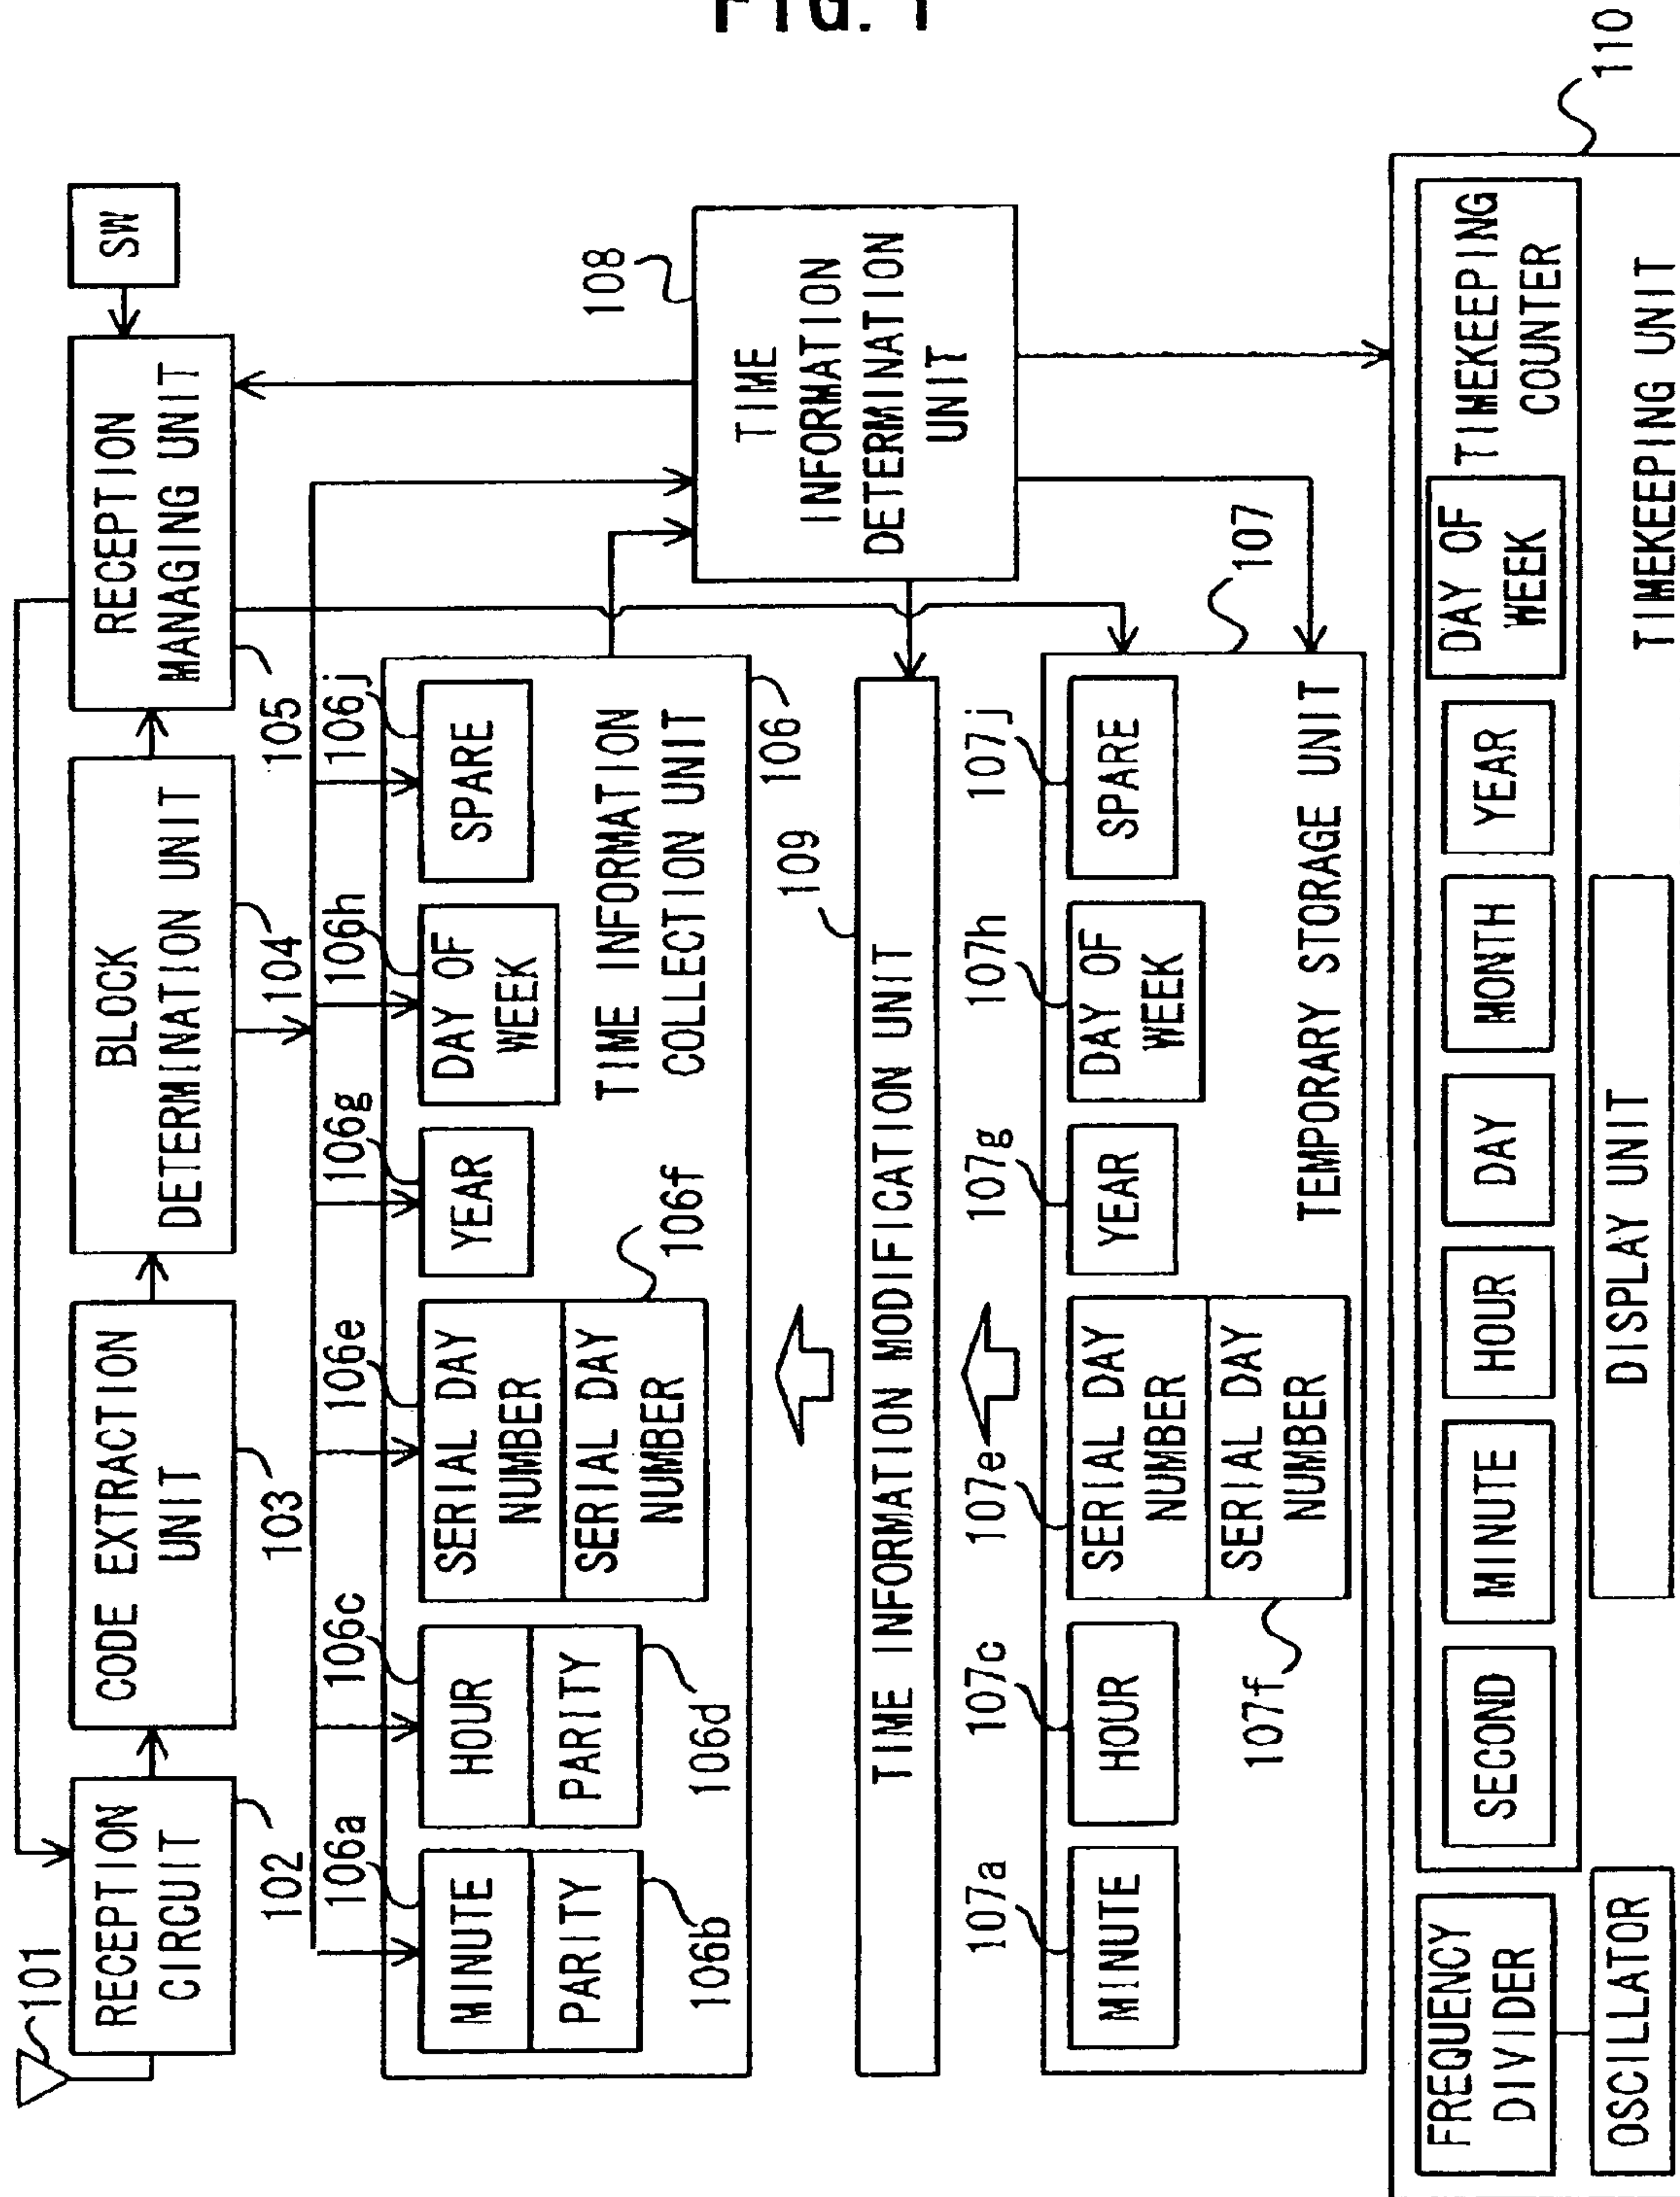 FIG. 1
101
RECEPTION
CIRCUIT
102
CODE EXTRACTION
UNIT
103
BLOCK
DETERMINATION UNIT
104
RECEPTION
MANAGING UNIT
105
SW
106a
106c
106e
106g
106h
106j
MINUTE
PARITY
106b
HOUR
PARITY
106d
SERIAL DAY
NUMBER
SERIAL DAY
NUMBER
106f
YEAR
DAY OF
WEEK
SPARE
TIME INFORMATION
COLLECTION UNIT
106
108
TIME
INFORMATION
DETERMINATION
UNIT
109
TIME INFORMATION MODIFICATION UNIT
107a
107c
107e
107g
107h
107j
107
MINUTE
HOUR
SERIAL DAY
NUMBER
SERIAL DAY
NUMBER
107f
YEAR
DAY OF
WEEK
SPARE
TEMPORARY STORAGE UNIT
110
FREQUENCY
DIVIDER
OSCILLATOR
SECOND
MINUTE
HOUR
DAY
MONTH
YEAR
DAY OF
WEEK
TIMEKEEPING
COUNTER
DISPLAY UNIT
TIMEKEEPING UNIT